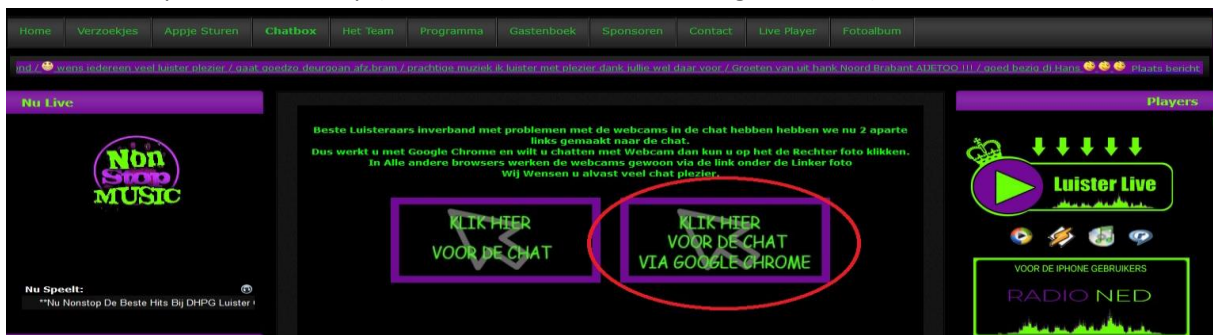 Home Verzoekjes Appje Sturen Chatbox Het Team Programma Gastenboek Sponsoren Contact Live Player Fotoalbum
wens iedereen veel luister plezier / gaat goedzo deurgoan afz.bram / prachtige muziek ik luister met plezier dank jullie wel daar voor / Groeten van uit hank Noord Brabant AIJETOO !!! / goed bezig dj Hans Plaats bericht
Nu Live
Non
Stop
MUSIC
Nu Speelt:
**Nu Nonstop De Beste Hits Bij DHPG Luister
Beste Luisteraars inverband met problemen met de webcams in de chat hebben hebben we nu 2 aparte
links gemaakt naar de chat.
Dus werkt u met Google Chrome en wilt u chatten met Webcam dan kun u op het de Rechter foto klikken.
In Alle andere browsers werken de webcams gewoon via de link onder de Linker foto
Wij Wensen u alvast veel chat plezier.
KLIK HIER
VOOR DE CHAT
KLIK HIER
VOOR DE CHAT
VIA GOOGLE CHROME
Players
Luister Live
VOOR DE IPHONE GEBRUIKERS
RADIO NED